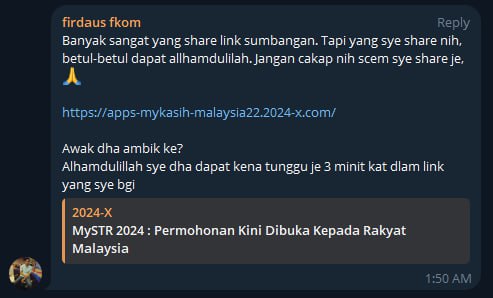 firdaus fkom
Reply
Banyak sangat yang share link sumbangan. Tapi yang sye share nih,
betul-betul dapat allhamdulilah. Jangan cakap nih scem sye share je,
🙏
https://apps-mykasih-malaysia22.2024-x.com/
Awak dha ambik ke?
Alhamdulillah sye dha dapat kena tunggu je 3 minit kat dlam link
yang sye bgi
2024-X
MySTR 2024 : Permohonan Kini Dibuka Kepada Rakyat
Malaysia
1:50 AM